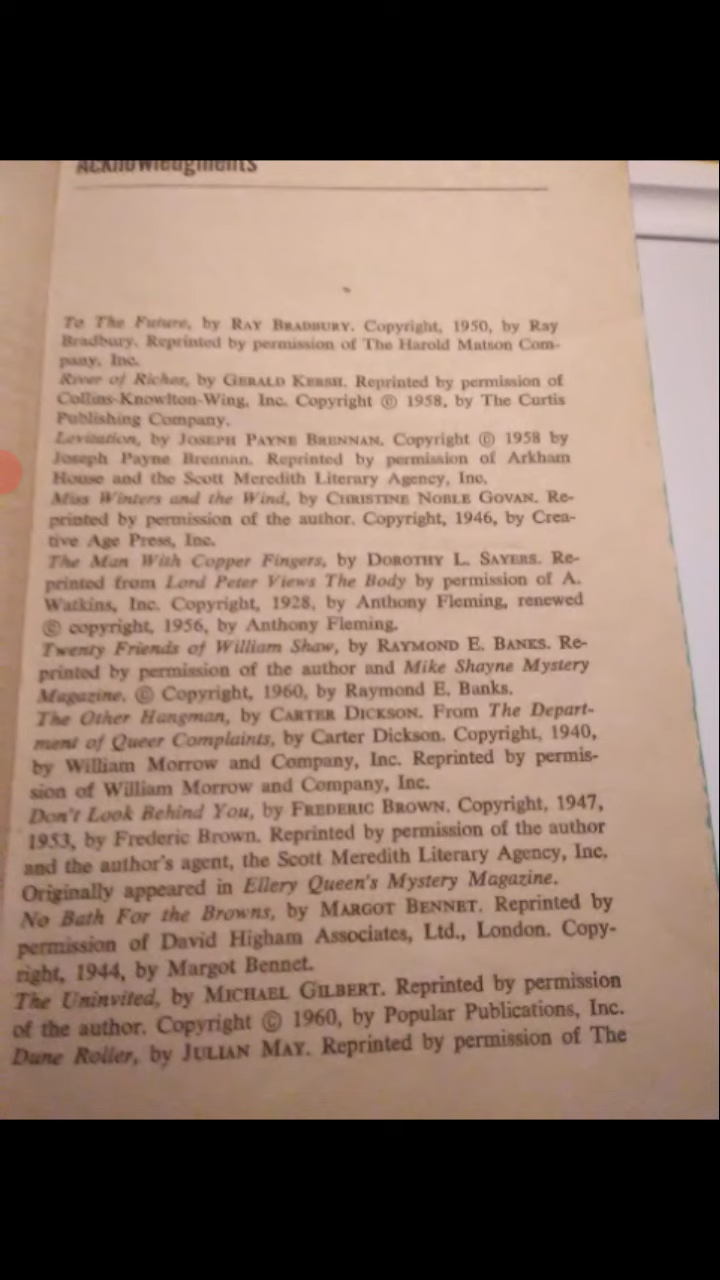 Acknowledgments
To The Future, by RAY BRADBURY. Copyright, 1950, by Ray
Bradbury. Reprinted by permission of The Harold Matson Com-
pany, Inc.
River of Riches, by GERALD KERSH. Reprinted by permission of
Collins-Knowlton-Wing, Inc. Copyright © 1958, by The Curtis
Publishing Company.
Levitation, by JOSEPH PAYNE BRENNAN. Copyright © 1958 by
Joseph Payne Brennan. Reprinted by permission of Arkham
House and the Scott Meredith Literary Agency, Inc.
Miss Winters and the Wind, by CHRISTINE NOBLE GOVAN. Re-
printed by permission of the author. Copyright, 1946, by Crea-
tive Age Press, Inc.
The Man With Copper Fingers, by DOROTHY L. SAYERS. Re-
printed from Lord Peter Views The Body by permission of A.
Watkins, Inc. Copyright, 1928, by Anthony Fleming, renewed
© copyright, 1956, by Anthony Fleming.
Twenty Friends of William Shaw, by RAYMOND E. BANKS. Re-
printed by permission of the author and Mike Shayne Mystery
Magazine. © Copyright, 1960, by Raymond E. Banks.
The Other Hangman, by CARTER DICKSON. From The Depart-
ment of Queer Complaints, by Carter Dickson. Copyright, 1940,
by William Morrow and Company, Inc. Reprinted by permis-
sion of William Morrow and Company, Inc.
Don't Look Behind You, by FREDERIC BROWN. Copyright, 1947,
1953, by Frederic Brown. Reprinted by permission of the author
and the author's agent, the Scott Meredith Literary Agency, Inc.
Originally appeared in Ellery Queen's Mystery Magazine.
No Bath For the Browns, by MARGOT BENNET. Reprinted by
permission of David Higham Associates, Ltd., London. Copy-
right, 1944, by Margot Bennet.
The Uninvited, by MICHAEL GILBERT. Reprinted by permission
of the author. Copyright © 1960, by Popular Publications, Inc.
Dune Roller, by JULIAN MAY. Reprinted by permission of The